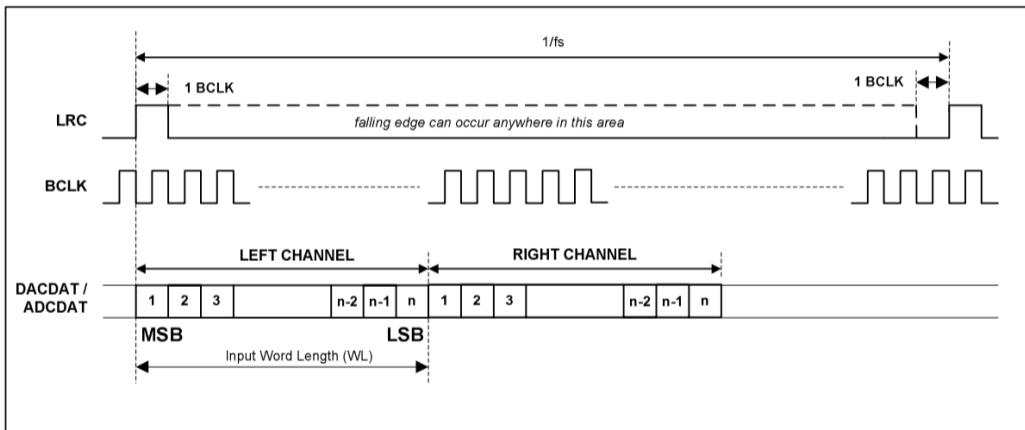 1/fs
1 BCLK
1 BCLK
LRC
falling edge can occur anywhere in this area
BCLK
LEFT CHANNEL
RIGHT CHANNEL
DACDAT /
ADCDAT
1 2 3 n-2 n-1 n 1 2 3 n-2 n-1 n
MSB
LSB
Input Word Length (WL)